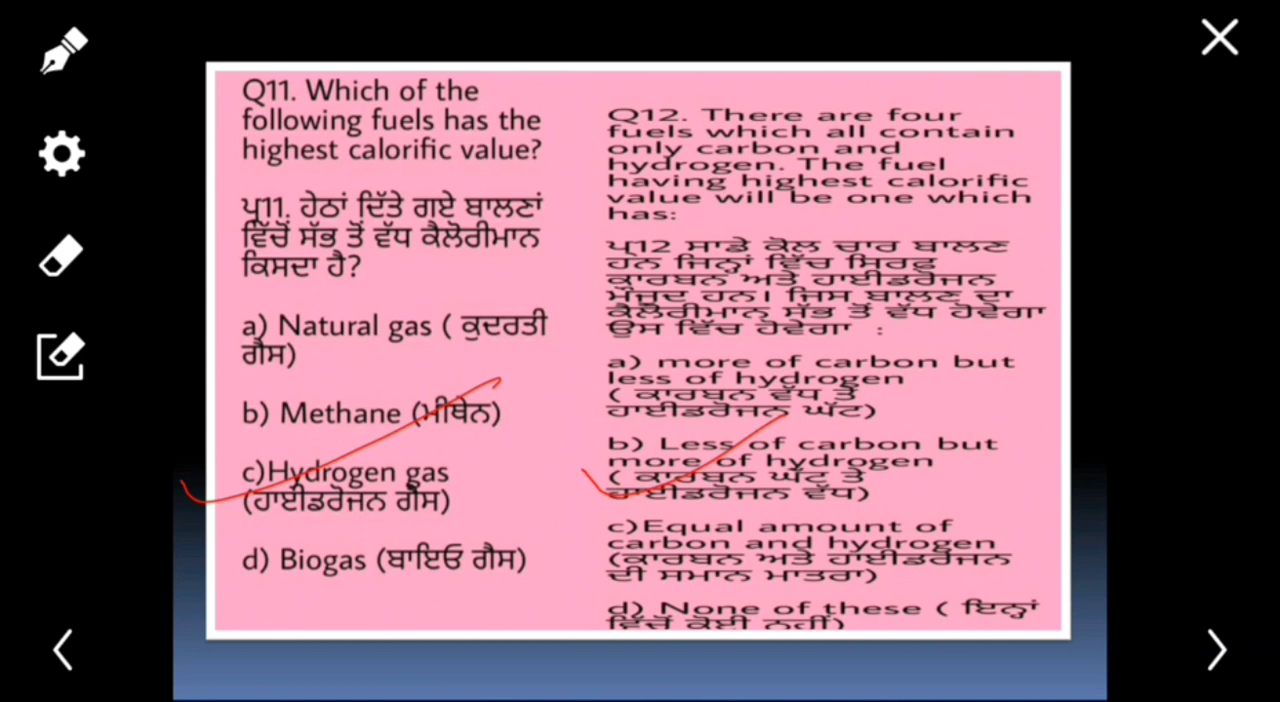 Q11. Which of the
following fuels has the
highest calorific value?
ਪ੍ਰ11. ਹੇਠਾਂ ਦਿੱਤੇ ਗਏ ਬਾਲਣਾਂ
ਵਿੱਚੋਂ ਸੱਭ ਤੋਂ ਵੱਧ ਕੈਲੋਰੀਮਾਨ
ਕਿਸਦਾ ਹੈ?
a) Natural gas ( ਕੁਦਰਤੀ
ਗੈਸ)
b) Methane (ਮੀਥੇਨ)
c)Hydrogen gas
(ਹਾਈਡਰੋਜਨ ਗੈਸ)
d) Biogas (ਬਾਇਓ ਗੈਸ)
Q12. There are four
fuels which all contain
only carbon and
hydrogen. The fuel
having highest calorific
value will be one which
has:
ਪ੍ਰ12 ਸਾਡੇ ਕੋਲ ਚਾਰ ਬਾਲਣ
ਹਨ ਜਿਨ੍ਹਾਂ ਵਿੱਚ ਸਿਰਫ਼
ਕਾਰਬਨ ਅਤੇ ਹਾਈਡਰੋਜਨ
ਮੌਜੂਦ ਹਨ। ਜਿਸ ਬਾਲਣ ਦਾ
ਕੈਲੋਰੀਮਾਨ ਸੱਭ ਤੋਂ ਵੱਧ ਹੋਵੇਗਾ
ਉਸ ਵਿੱਚ ਹੋਵੇਗਾ :
a) more of carbon but
less of hydrogen
( ਕਾਰਬਨ ਵੱਧ ਤੇ
ਹਾਈਡਰੋਜਨ ਘੱਟ)
b) Less of carbon but
more of hydrogen
( ਕਾਰਬਨ ਘੱਟ ਤੇ
ਹਾਈਡਰੋਜਨ ਵੱਧ)
c)Equal amount of
carbon and hydrogen
(ਕਾਰਬਨ ਅਤੇ ਹਾਈਡਰੋਜਨ
ਦੀ ਸਮਾਨ ਮਾਤਰਾ)
d) None of these ( ਇਨ੍ਹਾਂ
ਵਿੱਚੋਂ ਕੋਈ ਨਹੀਂ)